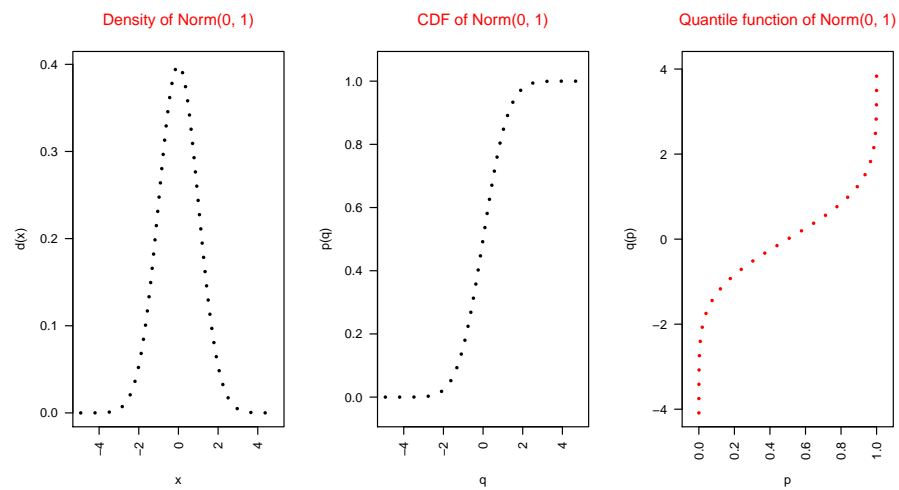 Density of Norm(0, 1)
d(x)
0.4
0.3
0.2
0.1
0.0
−4 −2 0 2 4
x
CDF of Norm(0, 1)
p(q)
1.0
0.8
0.6
0.4
0.2
0.0
−4 −2 0 2 4
q
Quantile function of Norm(0, 1)
q(p)
4
2
0
−2
−4
0.0 0.2 0.4 0.6 0.8 1.0
p